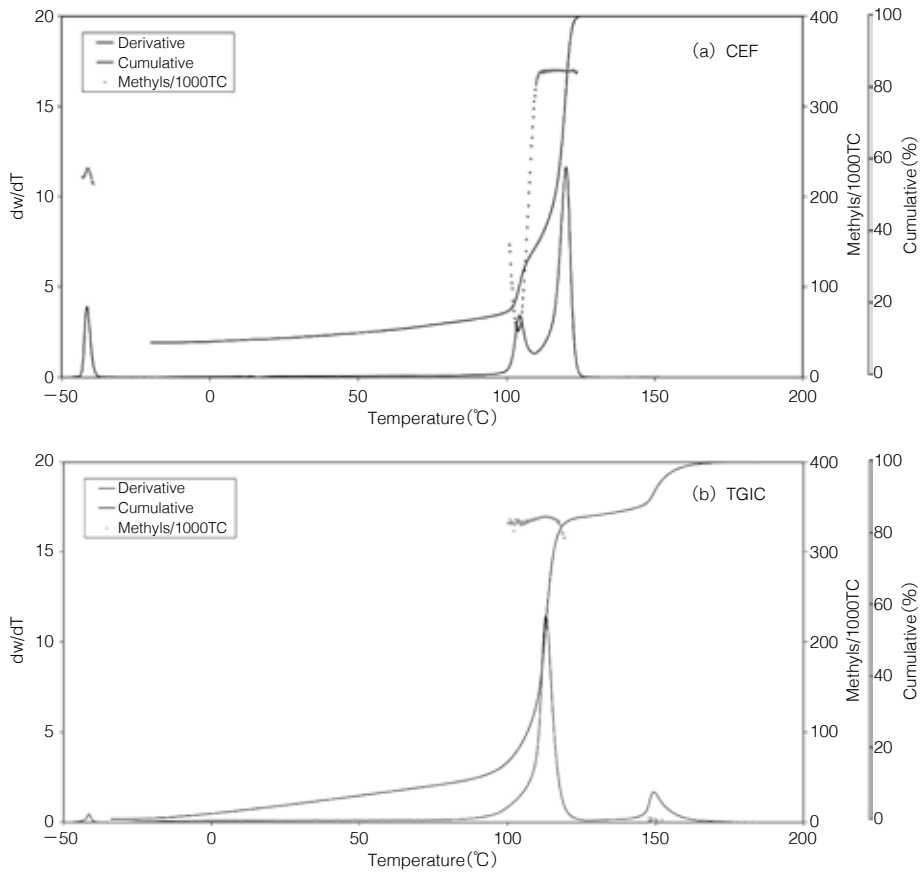 (a) CEF
Derivative
Cumulative
Methyls/1000TC
20
15
10
5
0
dw/dT
−50
0
50
100
150
200
Temperature(℃)
400
300
200
100
0
Methyls/1000TC
100
80
60
40
20
0
Cumulative(%)
(b) TGIC
Derivative
Cumulative
Methyls/1000TC
20
15
10
5
0
dw/dT
−50
0
50
100
150
200
Temperature(℃)
400
300
200
100
0
Methyls/1000TC
100
80
60
40
20
0
Cumulative(%)